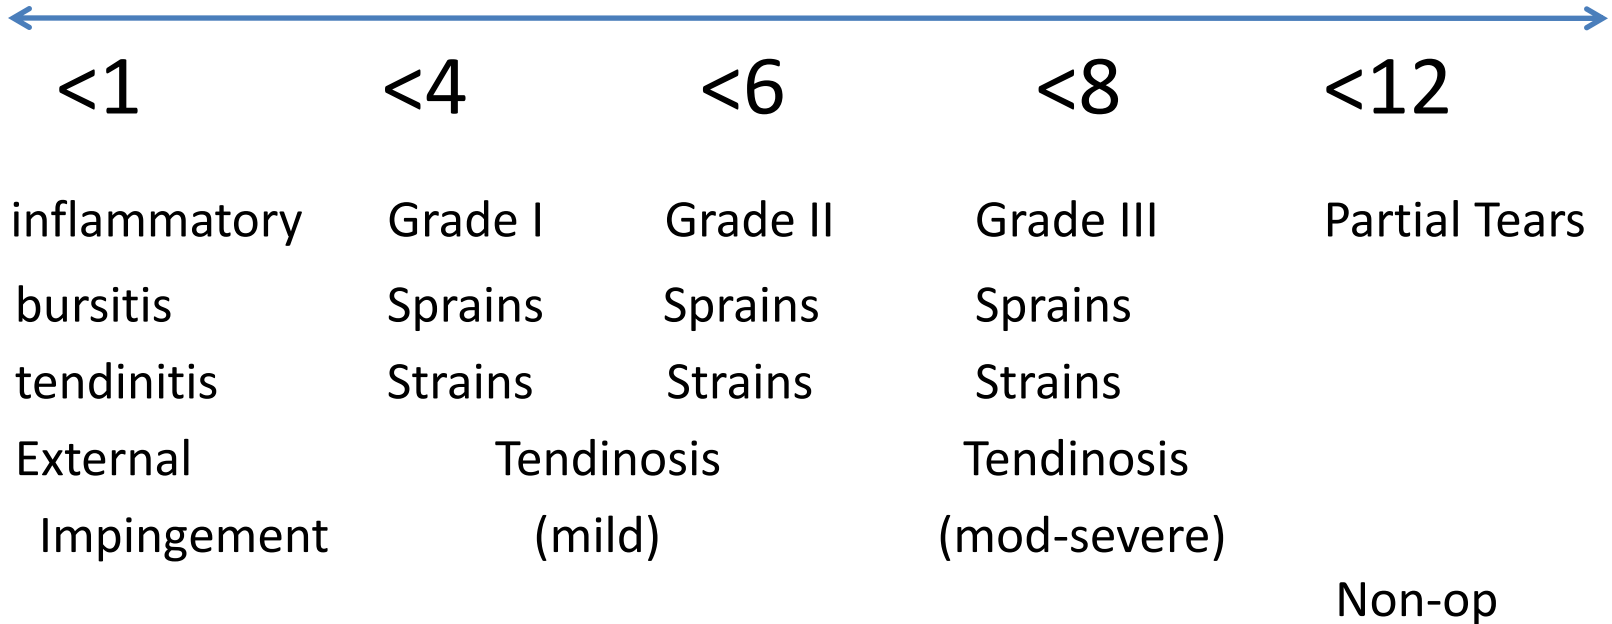 <1 <4 <6 <8 <12
inflammatory Grade I Grade II Grade III Partial Tears
bursitis Sprains Sprains Sprains
tendinitis Strains Strains Strains
External Tendinosis Tendinosis
Impingement (mild) (mod-severe)
Non-op